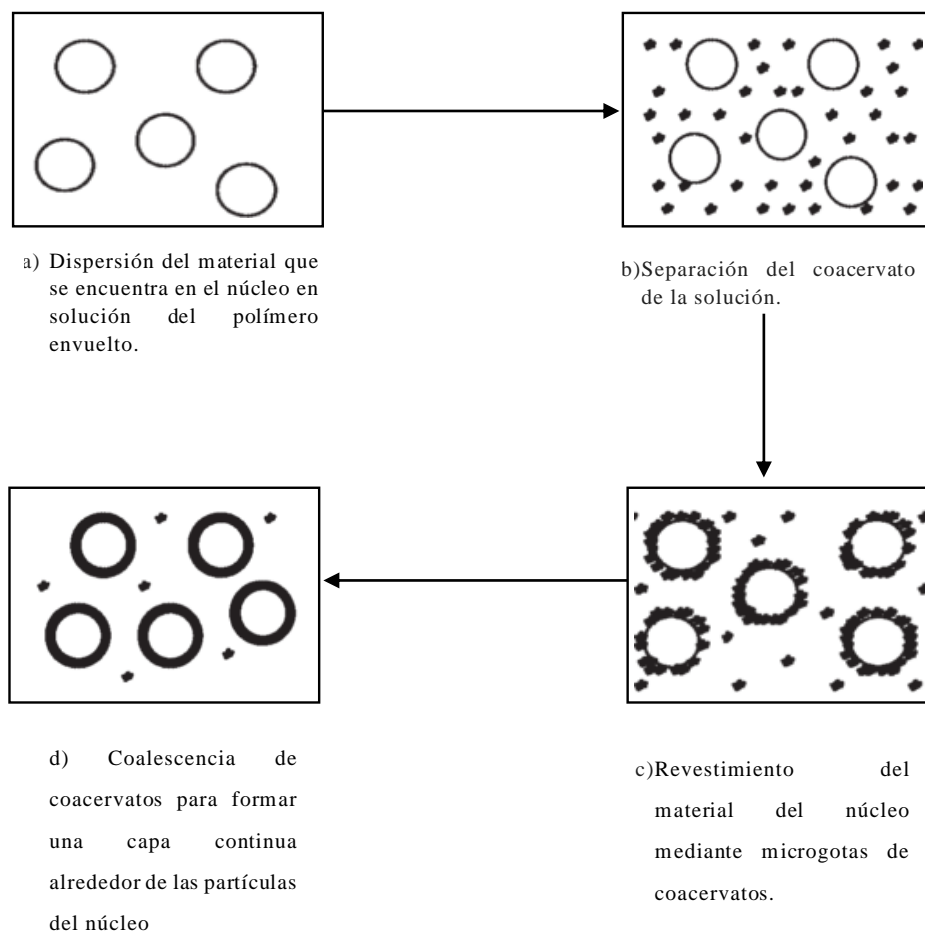 a) Dispersión del material que
se encuentra en el núcleo en
solución del polímero
envuelto.
b)Separación del coacervato
de la solución.
d) Coalescencia de
coacervatos para formar
una capa continua
alrededor de las partículas
del núcleo
c)Revestimiento del
material del núcleo
mediante microgotas de
coacervatos.